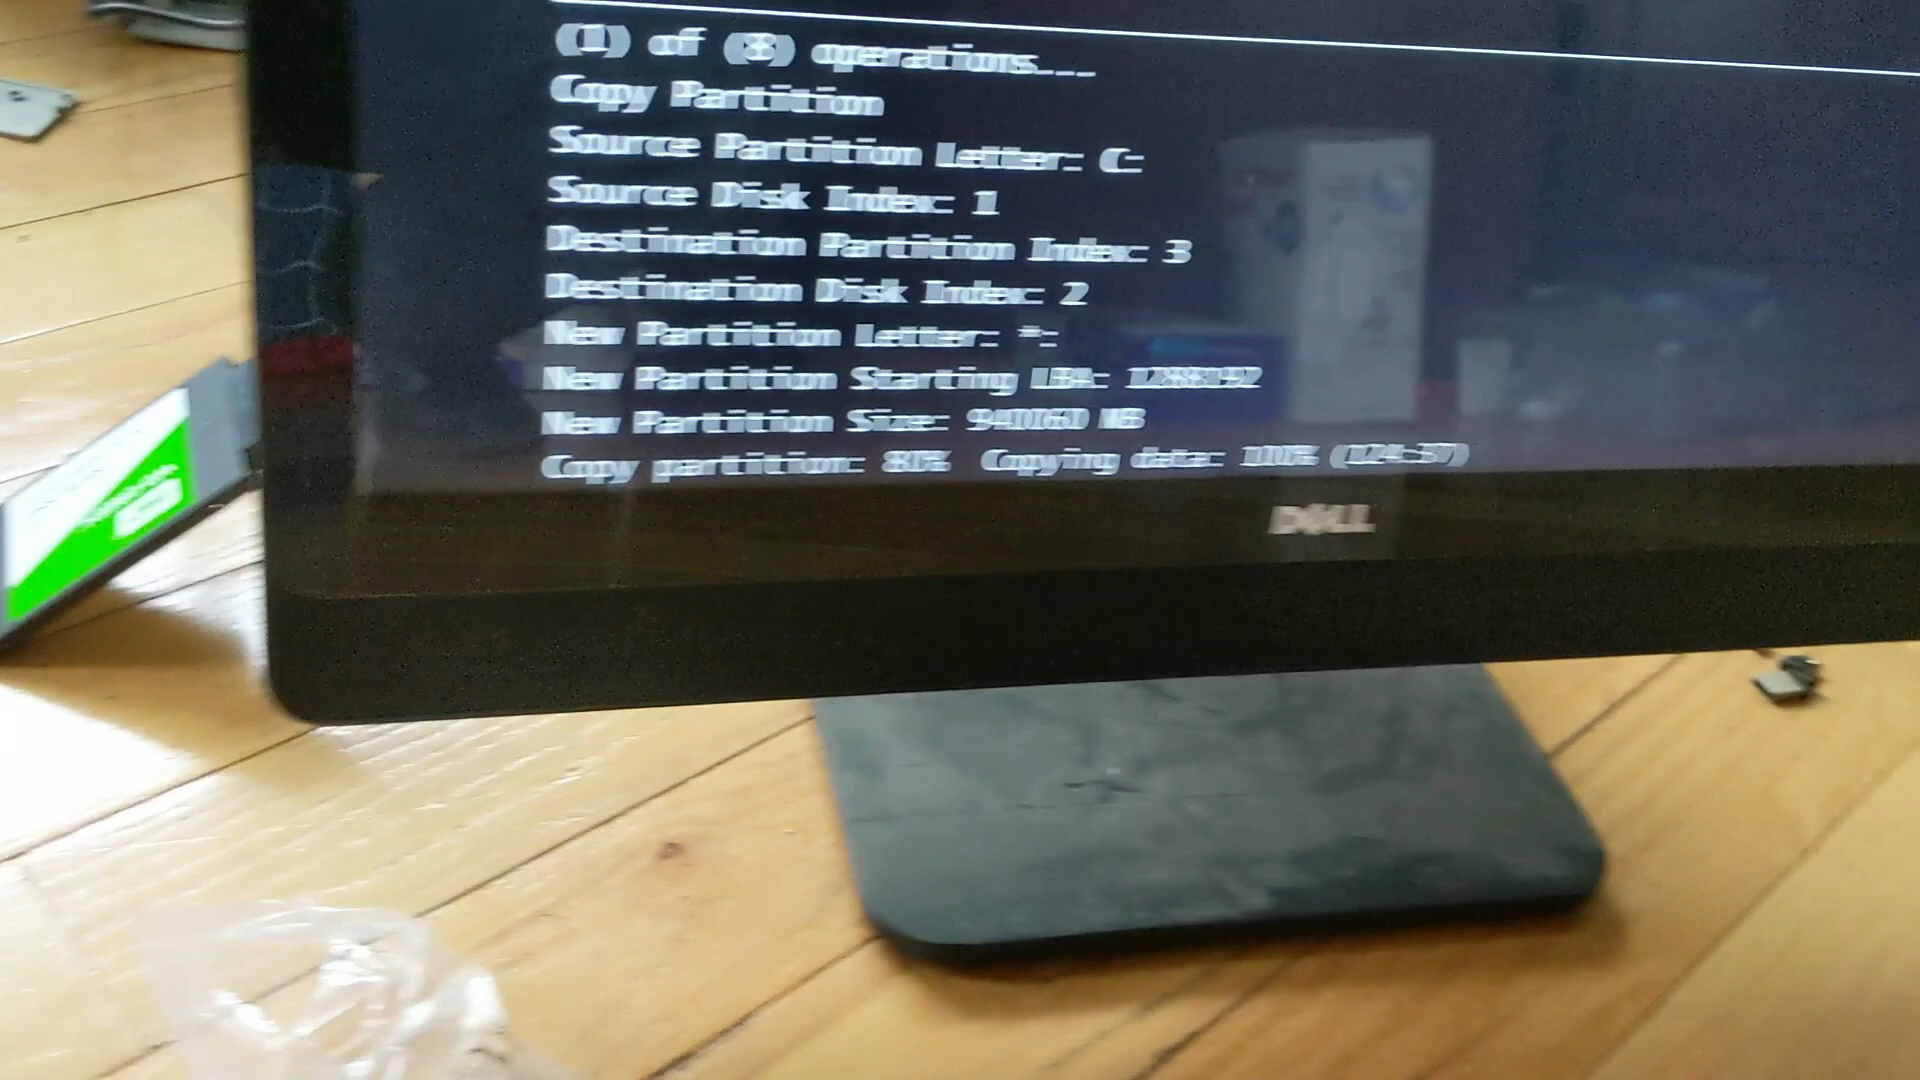 (1) of (8) operations...
Copy Partition
Source Partition Letter: C:
Source Disk Index: 1
Destination Partition Index: 3
Destination Disk Index: 2
New Partition Letter: *:
New Partition Starting LBA: 1288192
New Partition Size: 941060 MB
Copy partition: 80% Copying data: 100%
DELL